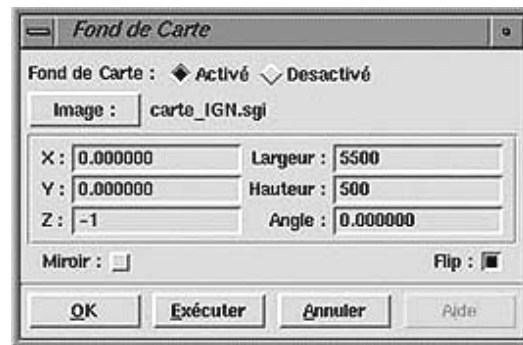 Fond de Carte
Fond de Carte : Activé Desactivé
Image : carte_IGN.sgi
X : 0.000000 Largeur : 5500
Y : 0.000000 Hauteur : 500
Z : -1 Angle : 0.000000
Miroir : Flip :
OK Exécuter Annuler Aide